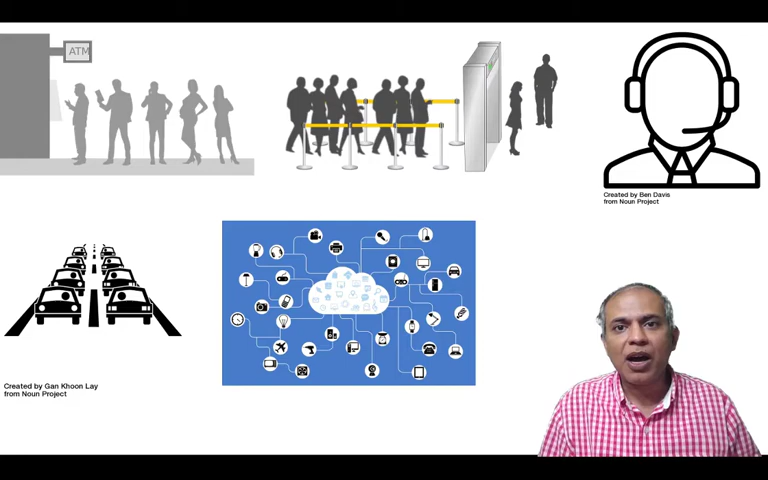 ATM
Created by Ben Davis
from Noun Project
Created by Gan Khoon Lay
from Noun Project